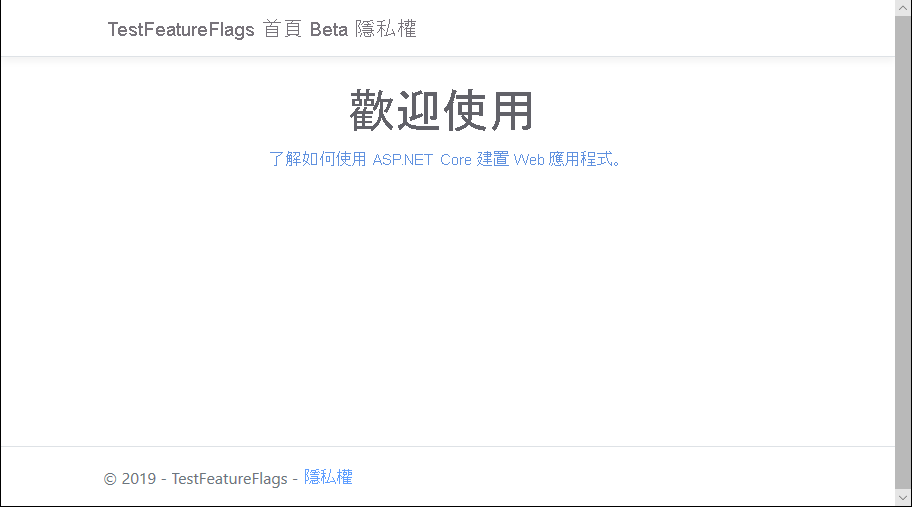 TestFeatureFlags 首頁 Beta 隱私權
歡迎使用
了解如何使用 ASP.NET Core 建置 Web 應用程式。
© 2019 - TestFeatureFlags - 隱私權